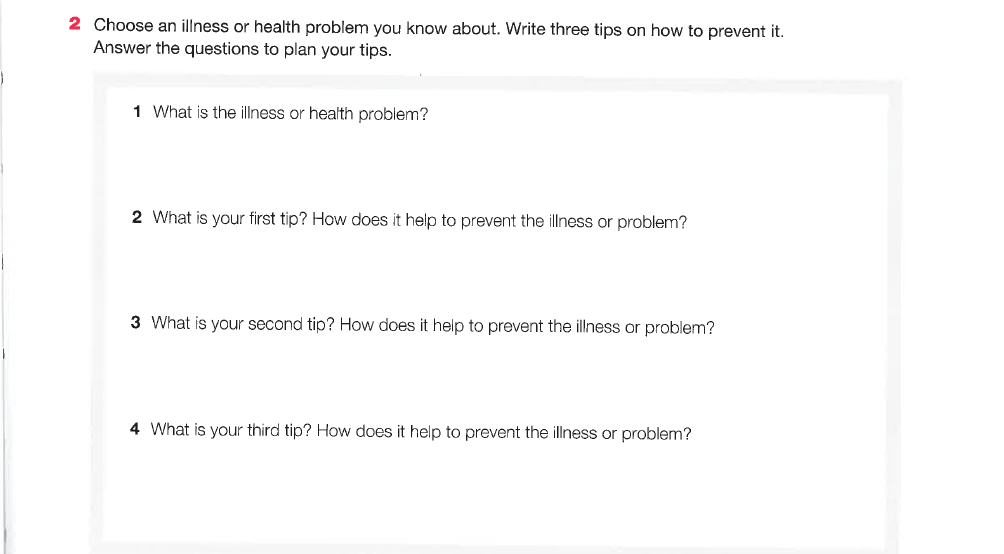 2 Choose an illness or health problem you know about. Write three tips on how to prevent it.
Answer the questions to plan your tips.
1 What is the illness or health problem?
2 What is your first tip? How does it help to prevent the illness or problem?
3 What is your second tip? How does it help to prevent the illness or problem?
4 What is your third tip? How does it help to prevent the illness or problem?